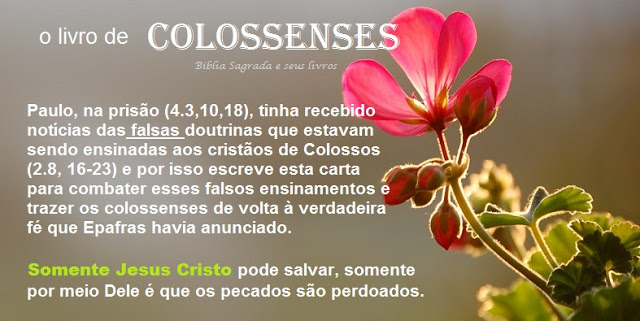 o livro de COLOSSENSES
Bíblia Sagrada e seus livros
Paulo, na prisão (4.3,10,18), tinha recebido
notícias das falsas doutrinas que estavam
sendo ensinadas aos cristãos de Colossos
(2.8, 16-23) e por isso escreve esta carta
para combater esses falsos ensinamentos e
trazer os colossenses de volta à verdadeira
fé que Epafras havia anunciado.
Somente Jesus Cristo pode salvar, somente
por meio Dele é que os pecados são perdoados.